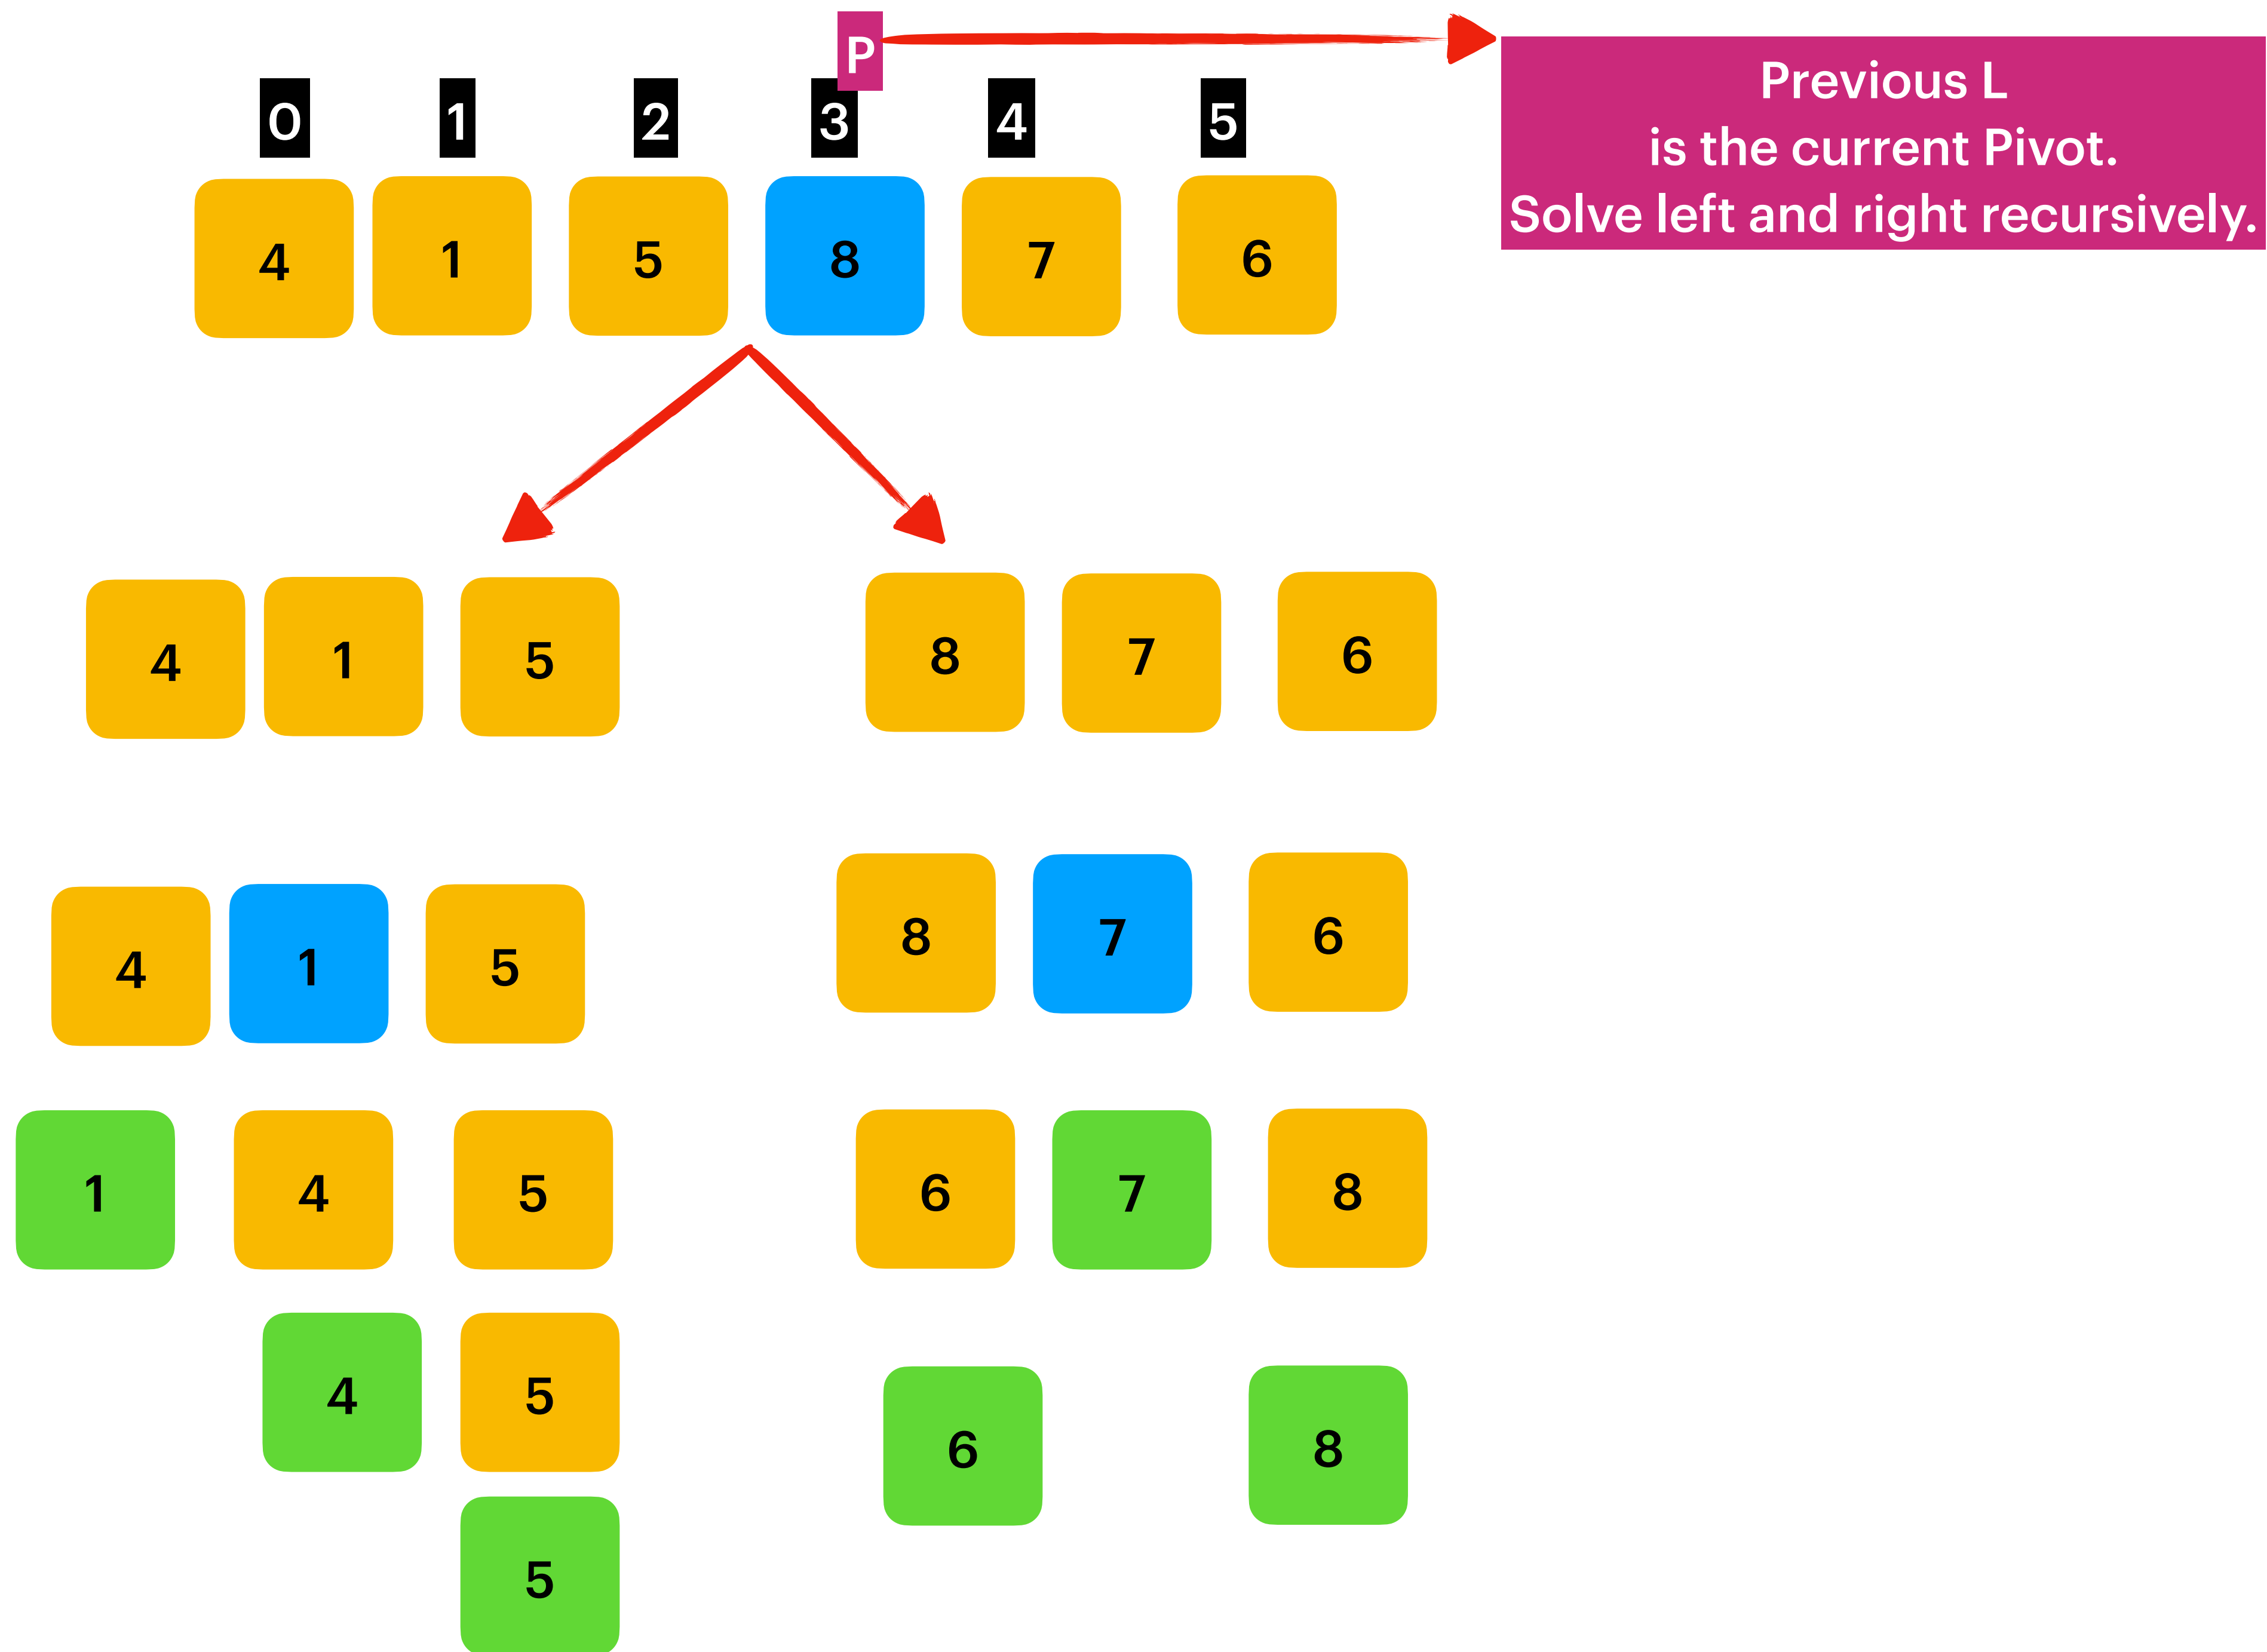 P
Previous L
is the current Pivot.
Solve left and right recursively.
0 1 2 3 4 5
4 1 5 8 7 6
4 1 5 8 7 6
4 1 5 8 7 6
1 4 5 6 7 8
4 5 6 8
5